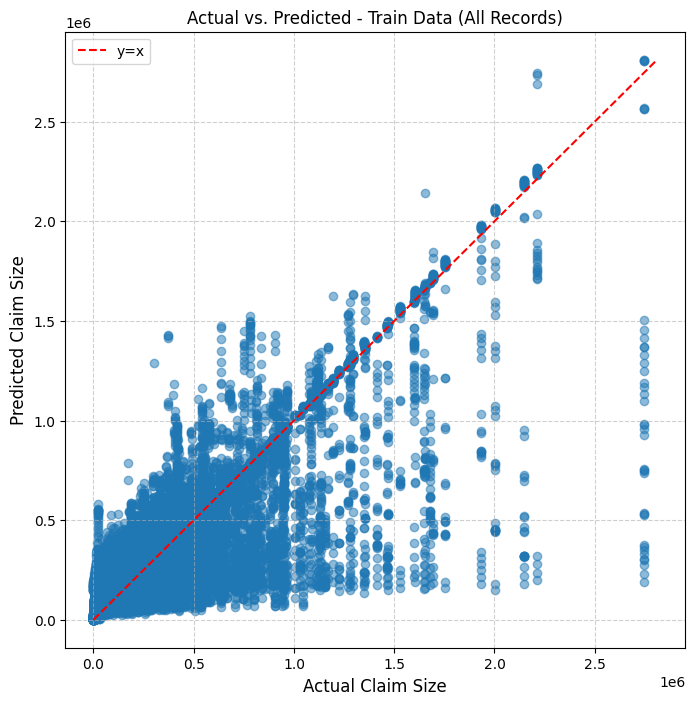 Actual vs. Predicted - Train Data (All Records)
1e6
y=x
2.5
2.0
1.5
1.0
0.5
0.0
Predicted Claim Size
0.0 0.5 1.0 1.5 2.0 2.5
1e6
Actual Claim Size